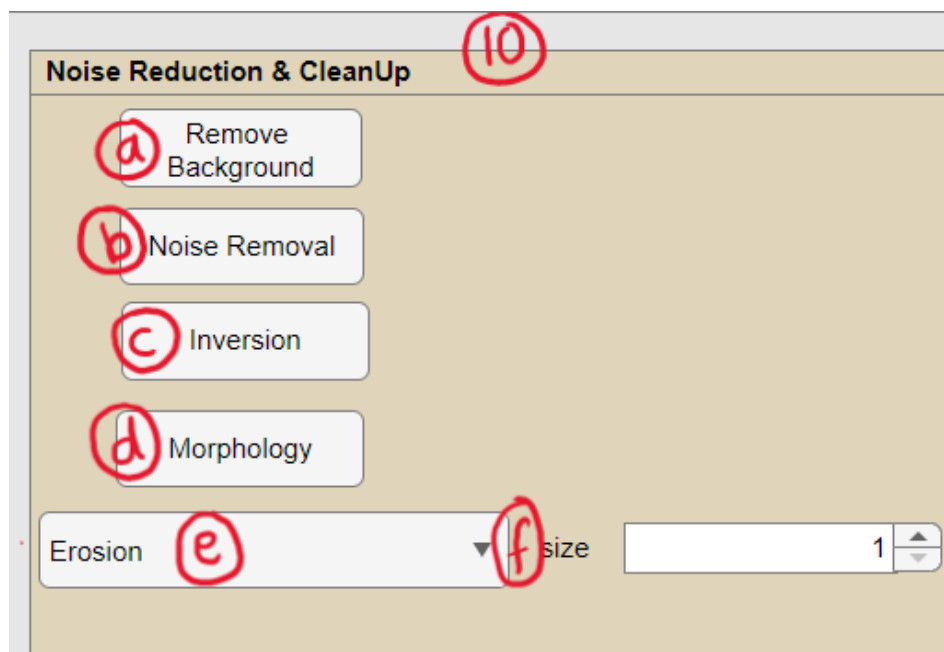 10
Noise Reduction & CleanUp
a Remove
Background
b Noise Removal
c Inversion
d Morphology
Erosion e f size 1